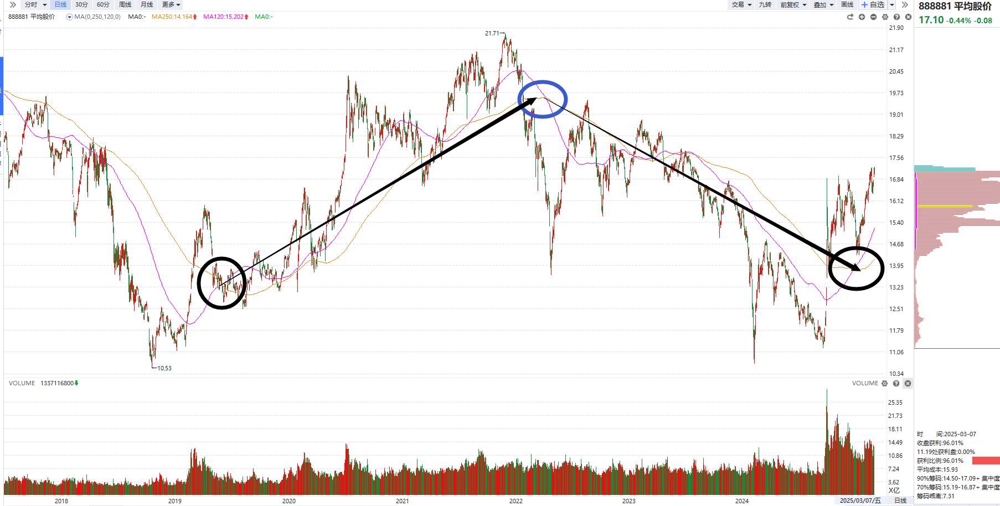 分时 日线 30分 60分 周线 月线 更多 交易 九转 前复权 叠加 画线 +自选
888881 平均股价
17.10 -0.44% -0.08
888881 平均股价 MA(0,250,120,0) MA0:- MA250:14.164 MA120:15.202 MA0:-
21.90
21.71
21.17
20.45
19.73
19.01
18.29
17.56
16.84
16.12
15.40
14.68
13.95
13.23
12.51
11.79
11.06
10.53
10.34
VOLUME 1337116800 VOLUME
25.35
21.73
18.11
14.49
10.86
7.24
3.62
X亿
时 间:2025-03-07
收盘获利:96.01%
11.19处获利盘:0.00%
获利比例:96.01%
平均成本:15.93
90%筹码:14.50-17.09+ 集中度
70%筹码:15.19-16.87+ 集中度
筹码乖离:7.31
2018 2019 2020 2021 2022 2023 2024 2025/03/07/五 日线